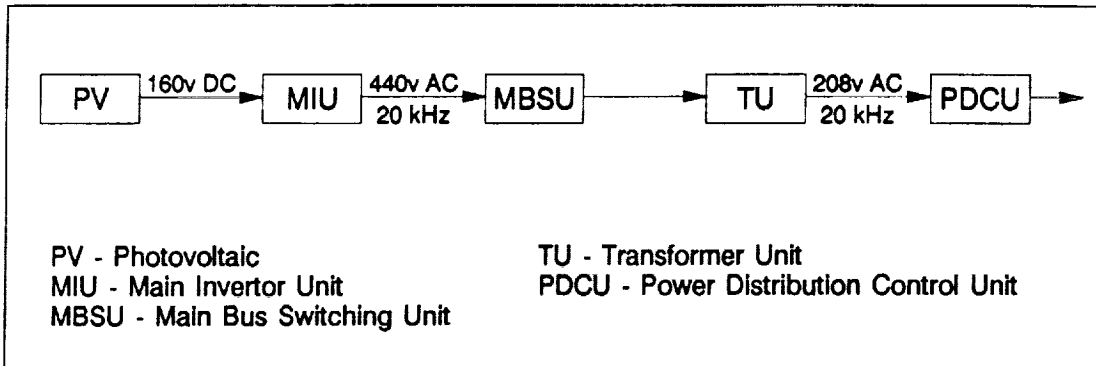 PV
160v DC
MIU
440v AC
20 kHz
MBSU
TU
208v AC
20 kHz
PDCU
PV - Photovoltaic
MIU - Main Invertor Unit
MBSU - Main Bus Switching Unit
TU - Transformer Unit
PDCU - Power Distribution Control Unit